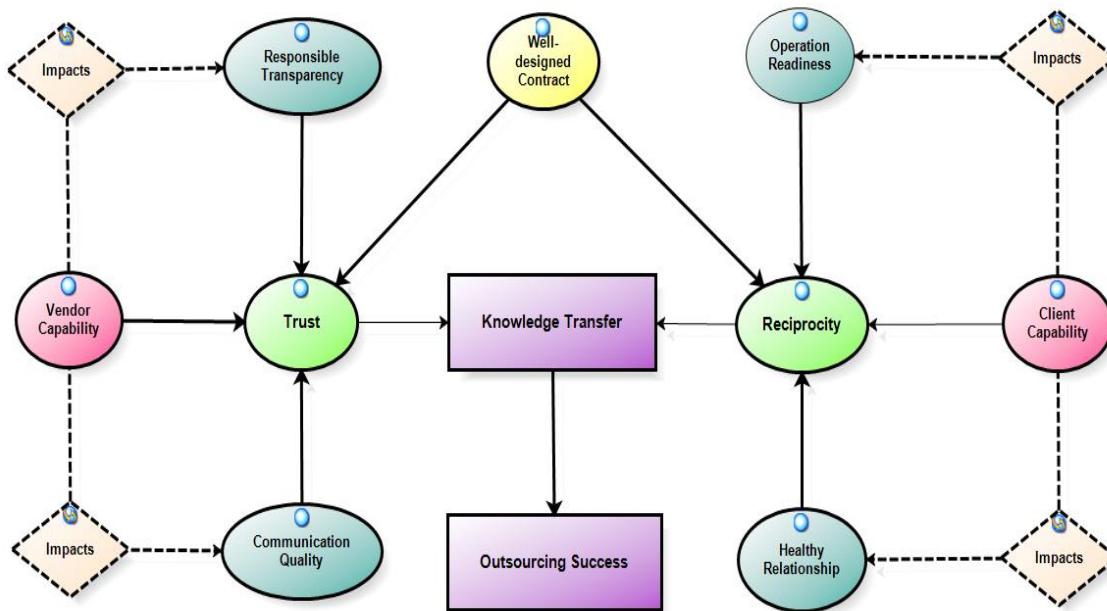 Impacts
Responsible
Transparency
Well-
designed
Contract
Operation
Readiness
Impacts
Vendor
Capability
Trust
Knowledge Transfer
Reciprocity
Client
Capability
Impacts
Communication
Quality
Outsourcing Success
Healthy
Relationship
Impacts